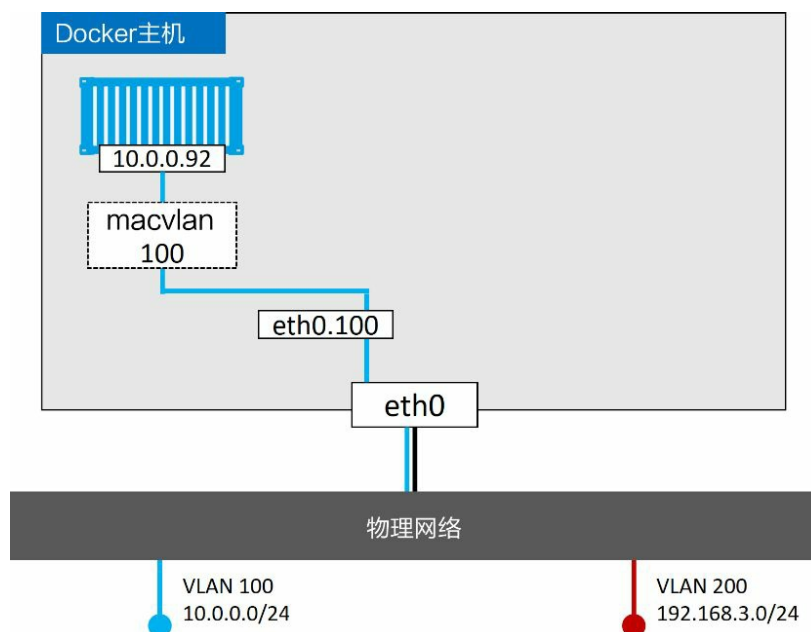 Docker主机
10.0.0.92
macvlan
100
eth0.100
eth0
物理网络
VLAN 100
10.0.0.0/24
VLAN 200
192.168.3.0/24